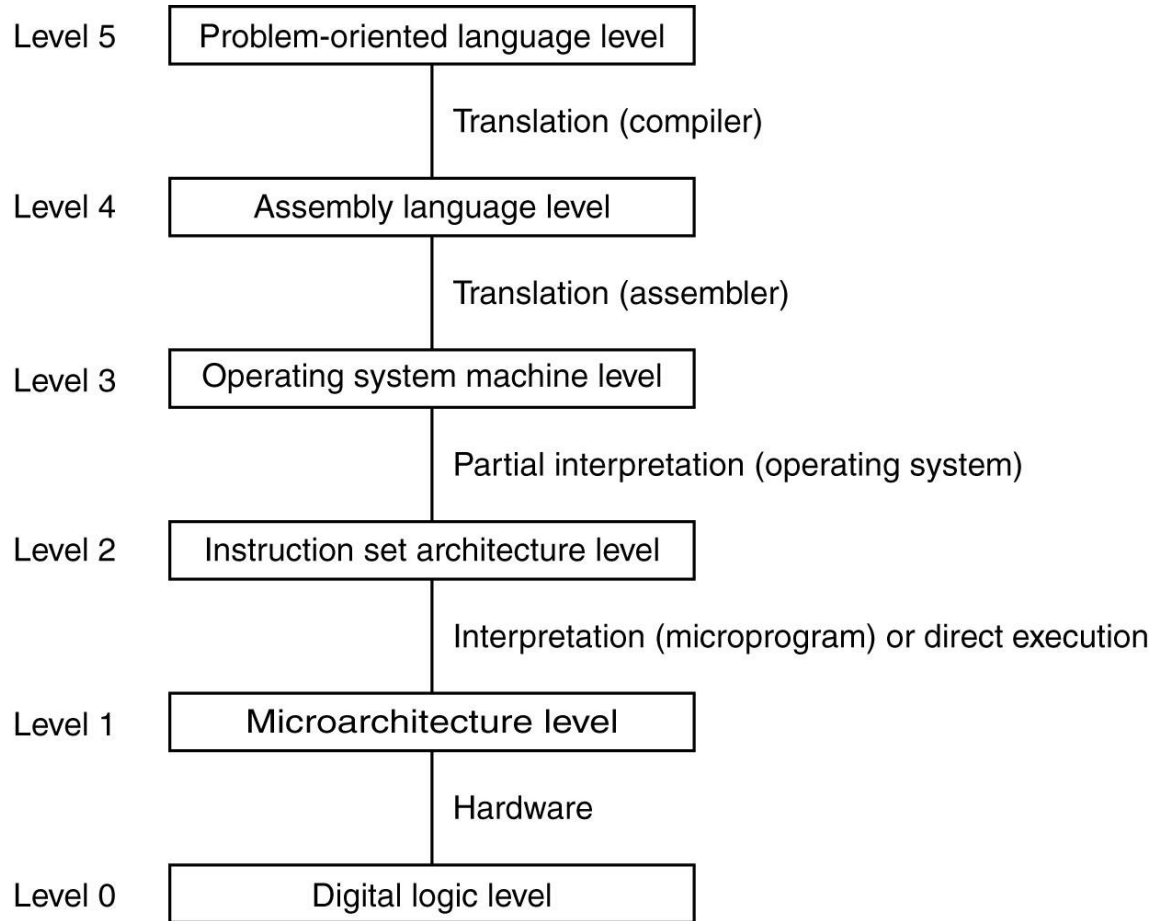 Level 5
Problem-oriented language level
Translation (compiler)
Level 4
Assembly language level
Translation (assembler)
Level 3
Operating system machine level
Partial interpretation (operating system)
Level 2
Instruction set architecture level
Interpretation (microprogram) or direct execution
Level 1
Microarchitecture level
Hardware
Level 0
Digital logic level